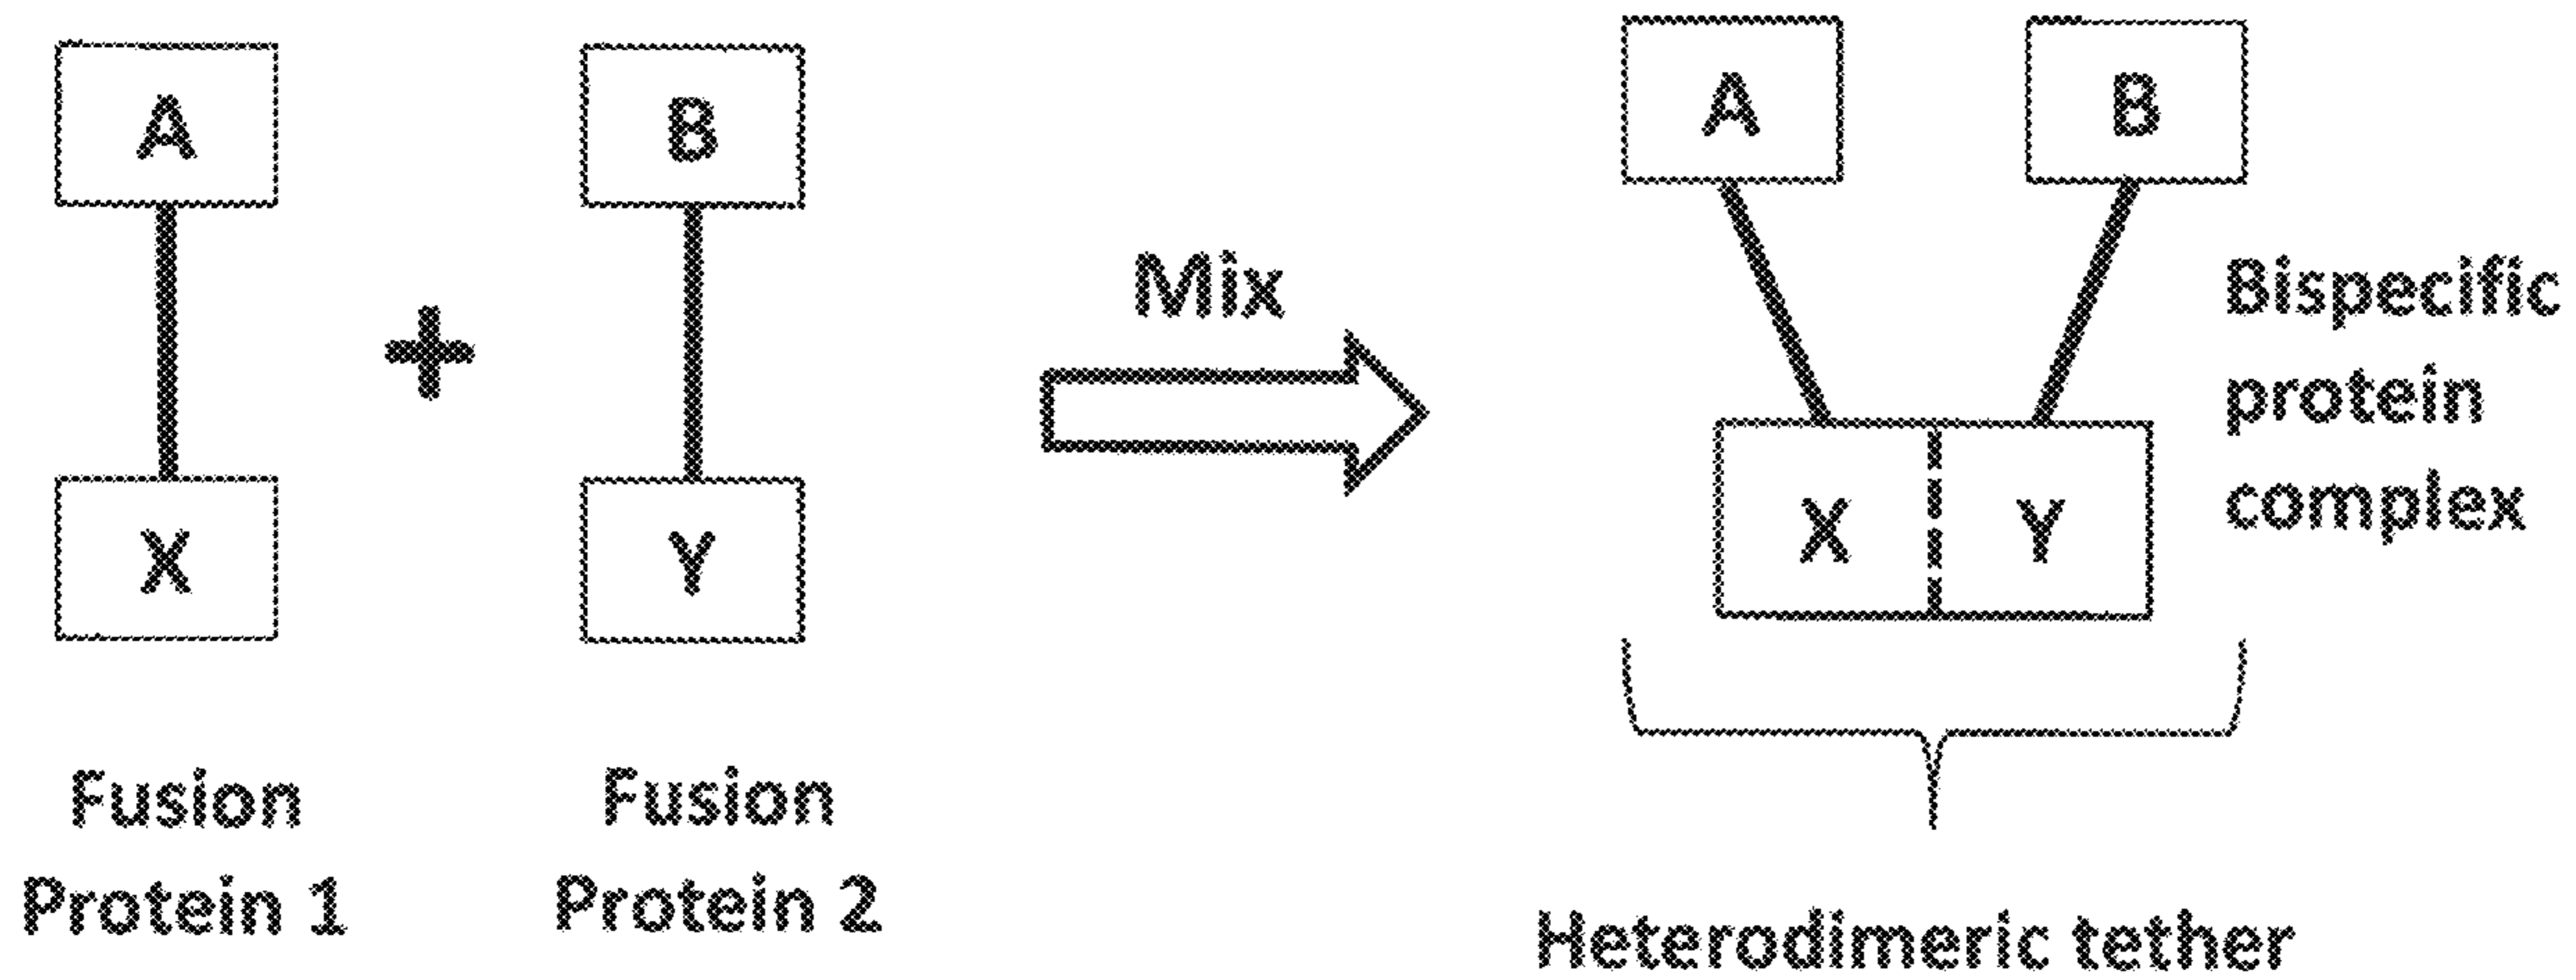 A
B
X
Y
+
Fusion
Protein 1
Fusion
Protein 2
Mix
A
B
X
Y
Bispecific
protein
complex
Heterodimeric tether